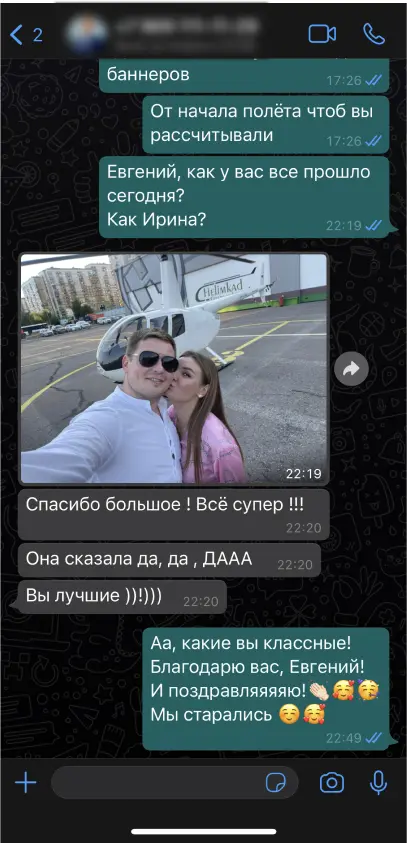 2
баннеров
17:26
От начала полёта чтоб вы
рассчитывали
17:26
Евгений, как у вас все прошло
сегодня?
Как Ирина?
22:19
HELIMKAD
22:19
Спасибо большое ! Всё супер !!!
22:20
Она сказала да, да , ДААА
22:20
Вы лучшие ))!)))
22:20
Аа, какие вы классные!
Благодарю вас, Евгений!
И поздравляяяяю!👏🏻🥰🥳
Мы старались ☺️🥰
22:49